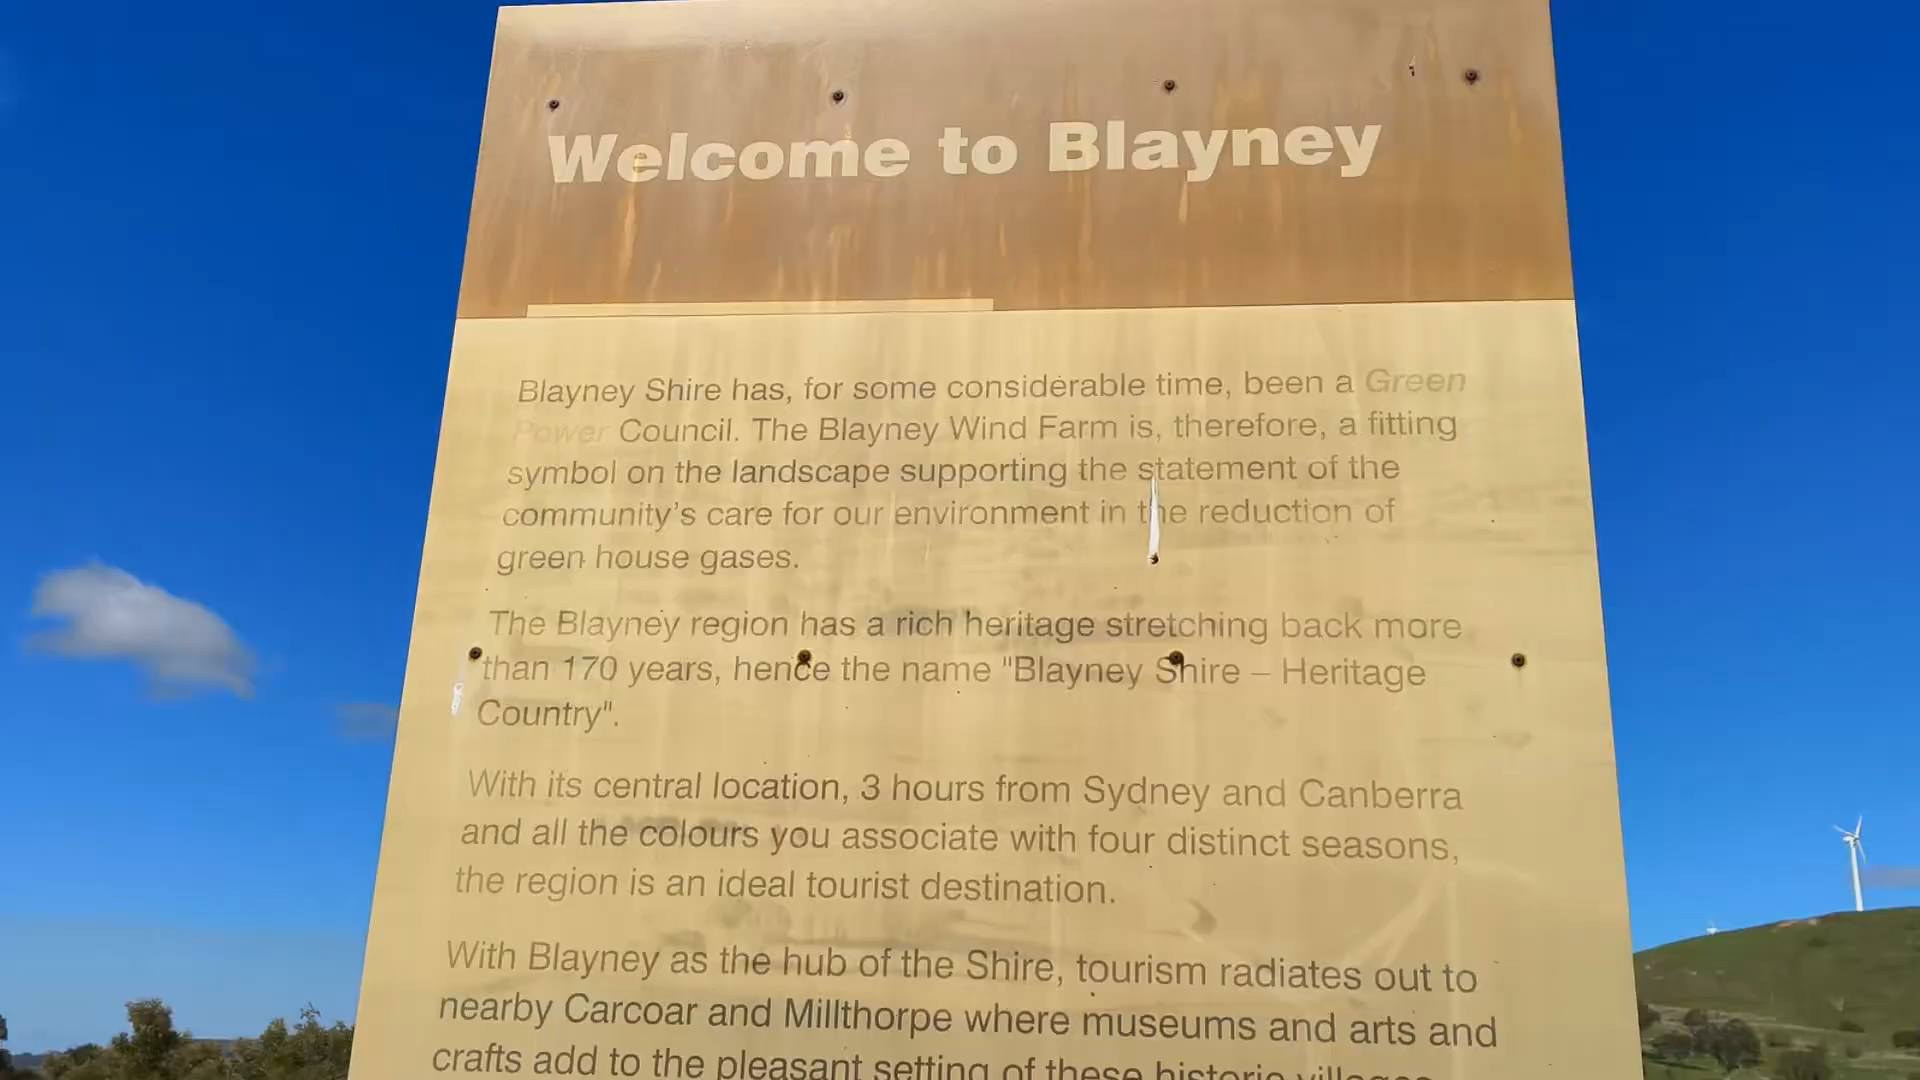 Welcome to Blayney
Blayney Shire has, for some considerable time, been a Green
Power Council. The Blayney Wind Farm is, therefore, a fitting
symbol on the landscape supporting the statement of the
community's care for our environment in the reduction of
green house gases.
The Blayney region has a rich heritage stretching back more
than 170 years, hence the name "Blayney Shire – Heritage
Country".
With its central location, 3 hours from Sydney and Canberra
and all the colours you associate with four distinct seasons,
the region is an ideal tourist destination.
With Blayney as the hub of the Shire, tourism radiates out to
nearby Carcoar and Millthorpe where museums and arts and
crafts add to the pleasant setting of these historic villages